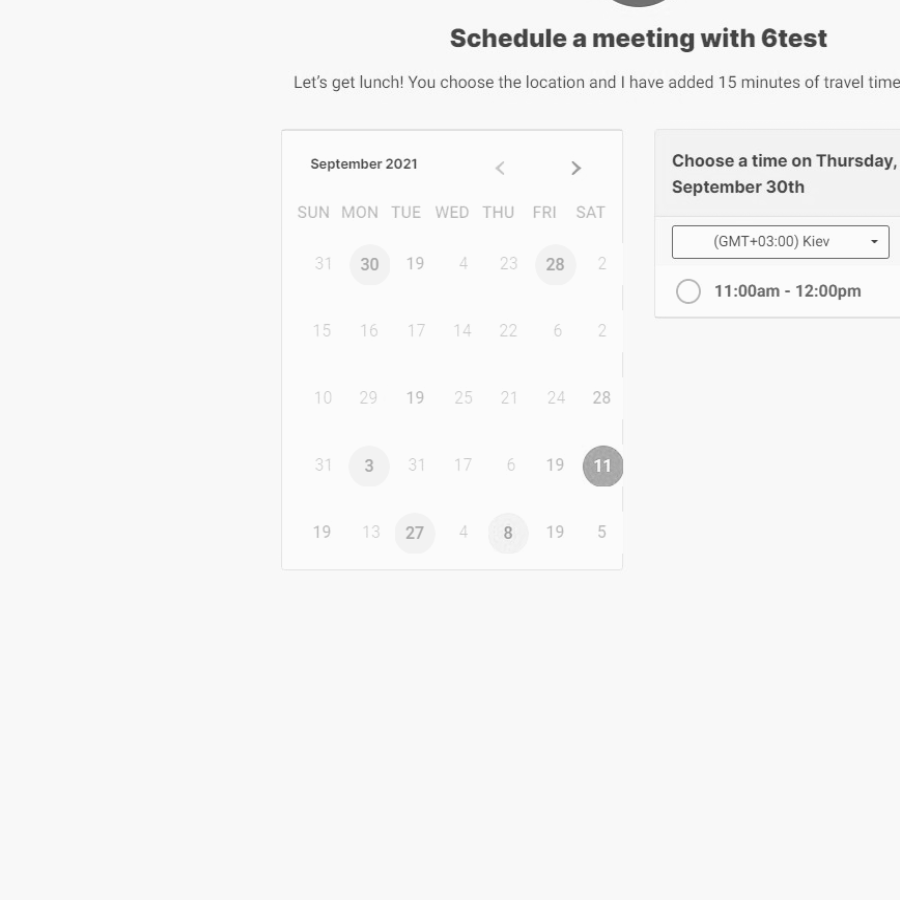 Schedule a meeting with 6test
Let's get lunch! You choose the location and I have added 15 minutes of travel time
September 2021
SUN MON TUE WED THU FRI SAT
31 30 19 4 23 28 2
15 16 17 14 22 6 2
10 29 19 25 21 24 28
31 3 31 17 6 19 11
19 13 27 4 8 19 5
Choose a time on Thursday,
September 30th
(GMT+03:00) Kiev
11:00am - 12:00pm